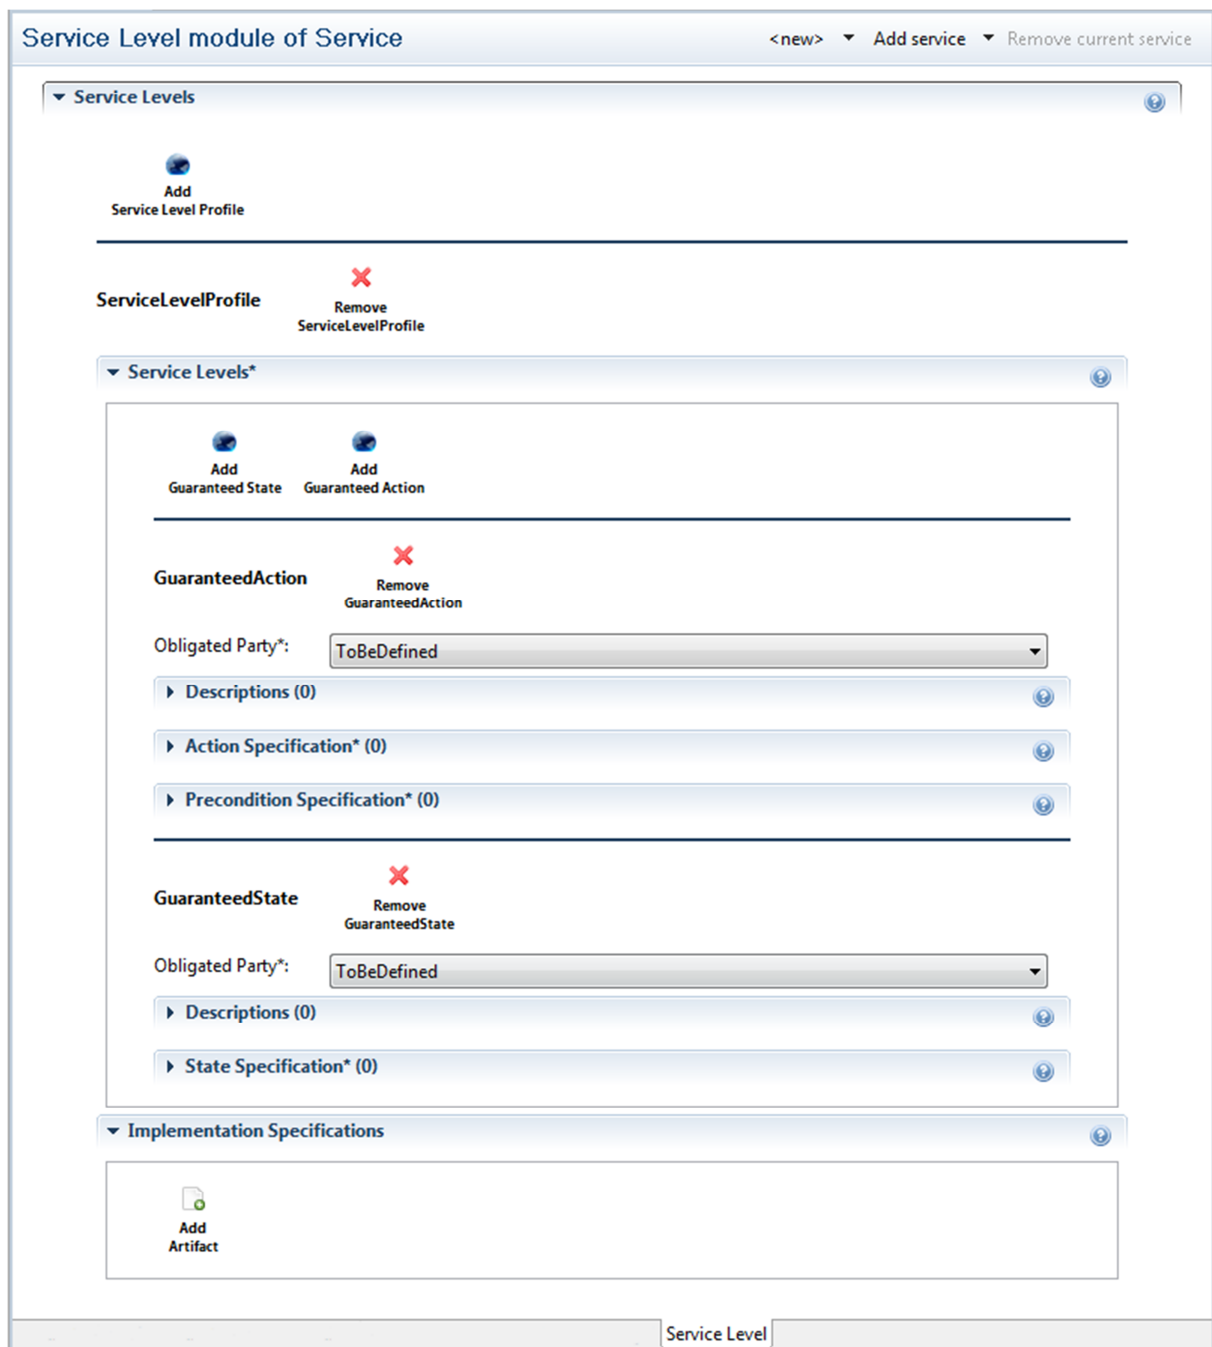 Service Level module of Service
<new> Add service Remove current service
Service Levels
Add
Service Level Profile
ServiceLevelProfile
Remove
ServiceLevelProfile
Service Levels*
Add
Guaranteed State
Add
Guaranteed Action
GuaranteedAction
Remove
GuaranteedAction
Obligated Party*:
ToBeDefined
Descriptions (0)
Action Specification* (0)
Precondition Specification* (0)
GuaranteedState
Remove
GuaranteedState
Obligated Party*:
ToBeDefined
Descriptions (0)
State Specification* (0)
Implementation Specifications
Add
Artifact
Service Level